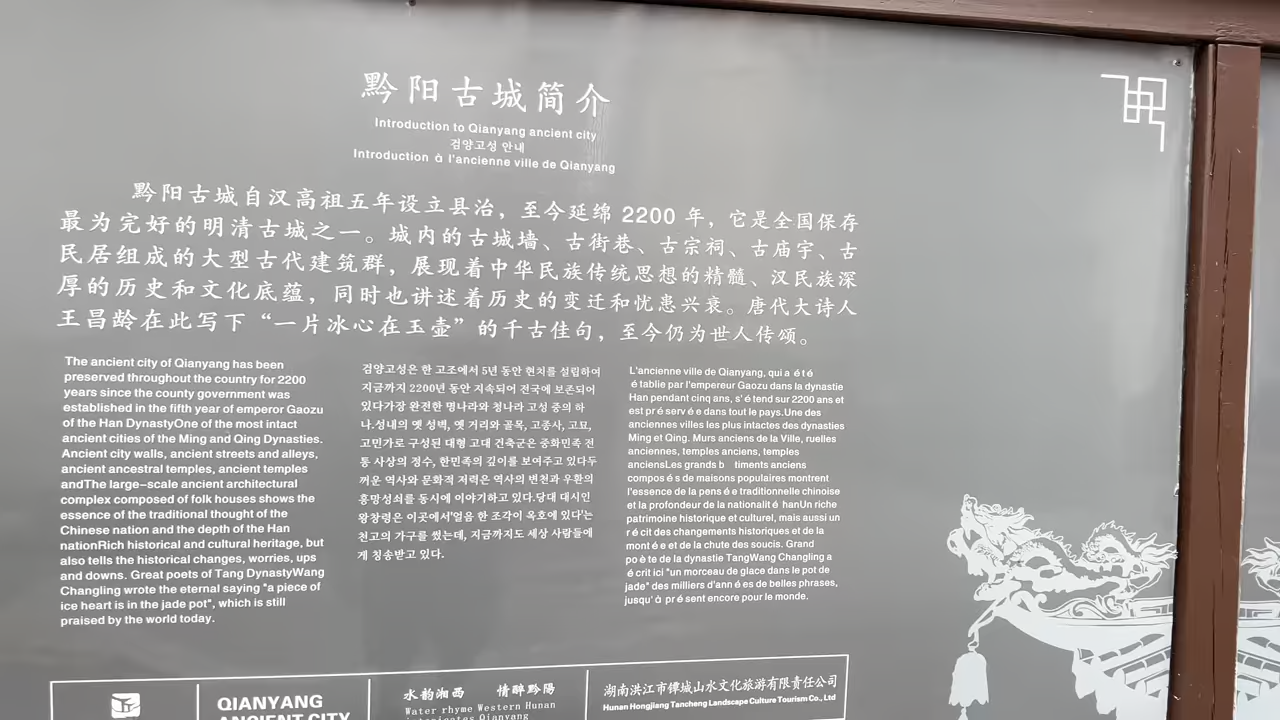 黔阳古城简介
Introduction to Qianyang ancient city
검양고성 안내
Introduction à l'ancienne ville de Qianyang
黔阳古城自汉高祖五年设立县治，至今延绵 2200 年，它是全国保存
最为完好的明清古城之一。城内的古城墙、古街巷、古宗祠、古庙宇、古
民居组成的大型古代建筑群，展现着中华民族传统思想的精髓、汉民族深
厚的历史和文化底蕴，同时也讲述着历史的变迁和忧患兴衰。唐代大诗人
王昌龄在此写下“一片冰心在玉壶”的千古佳句，至今仍为世人传颂。
The ancient city of Qianyang has been
preserved throughout the country for 2200
years since the county government was
established in the fifth year of emperor Gaozu
of the Han DynastyOne of the most intact
ancient cities of the Ming and Qing Dynasties.
Ancient city walls, ancient streets and alleys,
ancient ancestral temples, ancient temples
andThe large-scale ancient architectural
complex composed of folk houses shows the
essence of the traditional thought of the
Chinese nation and the depth of the Han
nationRich historical and cultural heritage, but
also tells the historical changes, worries, ups
and downs. Great poets of Tang DynastyWang
Changling wrote the eternal saying "a piece of
ice heart is in the jade pot", which is still
praised by the world today.
검양고성은 한 고조에서 5년 동안 현치를 설립하여
지금까지 2200년 동안 지속되어 전국에 보존되어
있다가장 완전한 명나라와 청나라 고성 중의 하
나.성내의 옛 성벽, 옛 거리와 골목, 고종사, 고묘,
고민가로 구성된 대형 고대 건축군은 중화민족 전
통 사상의 정수, 한민족의 깊이를 보여주고 있다두
꺼운 역사와 문화적 저력은 역사의 변천과 우환의
흥망성쇠를 동시에 이야기하고 있다.당대 대시인
왕창령은 이곳에서'얼음 한 조각이 옥호에 있다'는
천고의 가구를 썼는데, 지금까지도 세상 사람들에
게 칭송받고 있다.
L'ancienne ville de Qianyang, qui a é té
é tablie par l'empereur Gaozu dans la dynastie
Han pendant cinq ans, s' é tend sur 2200 ans et
est pr é serv é e dans tout le pays.Une des
anciennes villes les plus intactes des dynasties
Ming et Qing. Murs anciens de la Ville, ruelles
anciennes, temples anciens, temples
anciensLes grands b timents anciens
compos é s de maisons populaires montrent
l'essence de la pens é e traditionnelle chinoise
et la profondeur de la nationalit é hanUn riche
patrimoine historique et culturel, mais aussi un
r é cit des changements historiques et de la
mont é e et de la chute des soucis. Grand
po è te de la dynastie TangWang Changling a
é crit ici "un morceau de glace dans le pot de
jade" des milliers d'ann é es de belles phrases,
jusqu' à pr é sent encore pour le monde.
QIANYANG
ANCIENT CITY
水韵湘西 情醉黔陽
Water rhyme Western Hunan
intoxicates Qianyang
湖南洪江市镡城山水文化旅游有限责任公司
Hunan Hongjiang Tancheng Landscape Culture Tourism Co., Ltd